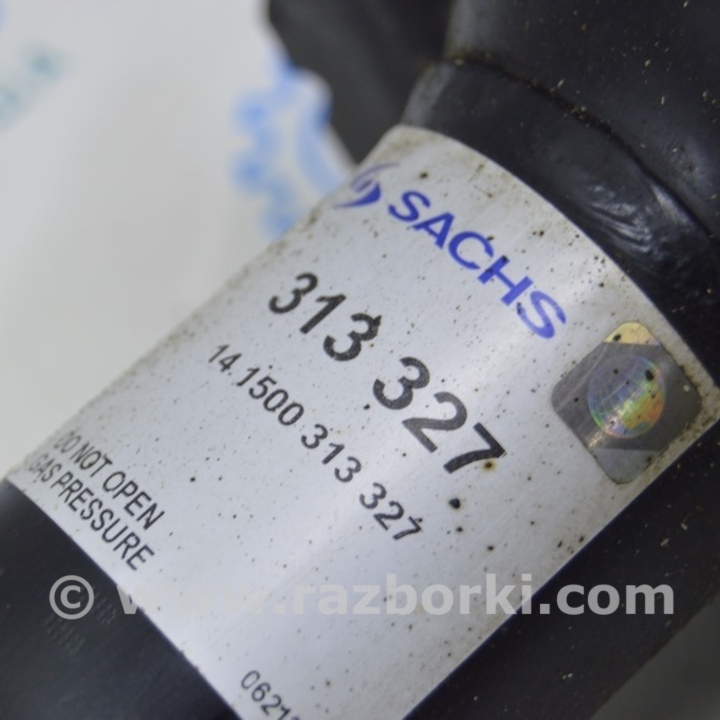 SACHS
313 327
14.1500 313 327
DO NOT OPEN
GAS PRESSURE
© www.razborki.com